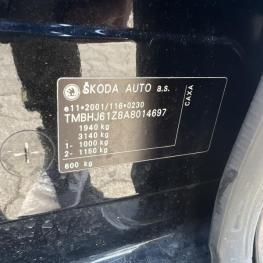 ŠKODA AUTO a.s.
e11*2001/116*0230
TMBHJ61Z8A8014697
1940 kg
3140 kg
1- 1000 kg
2- 1150 kg
600 kg
CAXA